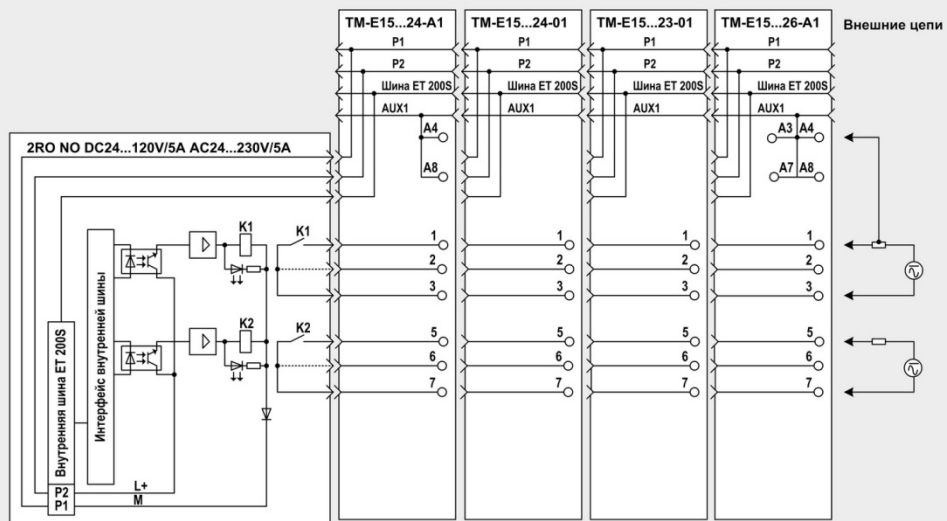 TM-E15...24-A1 TM-E15...24-01 TM-E15...23-01 TM-E15...26-A1 Внешние цепи
P1 P1 P1 P1
P2 P2 P2 P2
Шина ET 200S Шина ET 200S Шина ET 200S Шина ET 200S
AUX1 AUX1 AUX1 AUX1
A4 A3 A4
2RO NO DC24...120V/5A AC24...230V/5A
A8 A7 A8
K1 K1
1 1 1 1
2 2 2 2
3 3 3 3
K2 K2
5 5 5 5
6 6 6 6
7 7 7 7
Внутренняя шина ET 200S
Интерфейс внутренней шины
P2 L+
P1 M